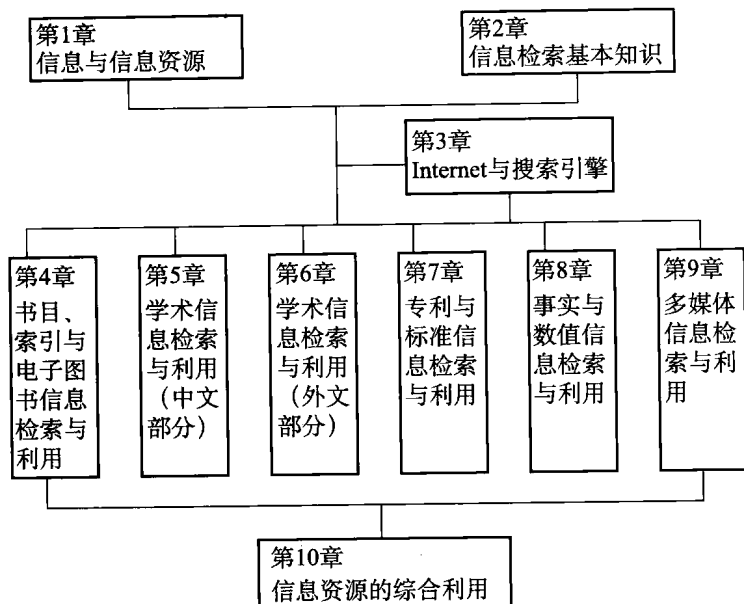 第1章
信息与信息资源
第2章
信息检索基本知识
第3章
Internet与搜索引擎
第4章
书目、
索引与
电子图
书信息
检索与
利用
第5章
学术信
息检索
与利用
（中文
部分）
第6章
学术信
息检索
与利用
（外文
部分）
第7章
专利与
标准信
息检索
与利用
第8章
事实与
数值信
息检索
与利用
第9章
多媒体
信息检
索与利
用
第10章
信息资源的综合利用